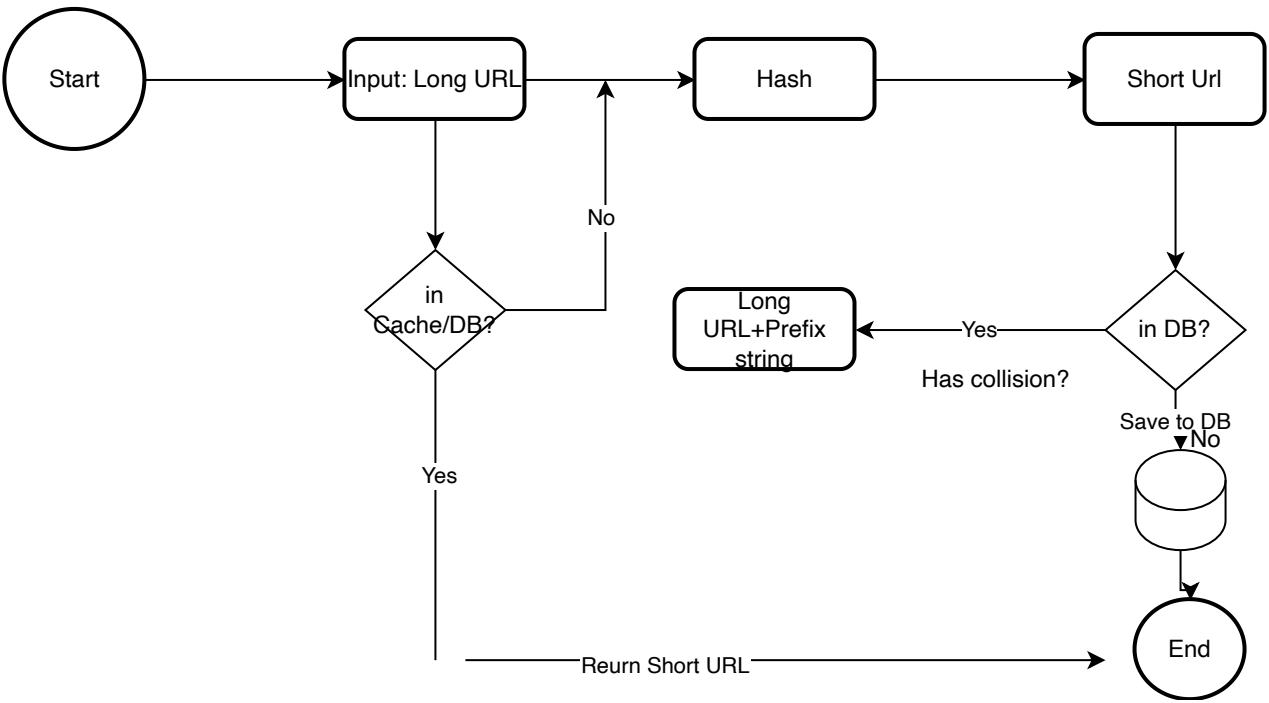 Start
Input: Long URL
Hash
Short Url
No
in
Cache/DB?
Long
URL+Prefix
string
Yes
in DB?
Has collision?
Save to DB
No
Yes
End
Reurn Short URL